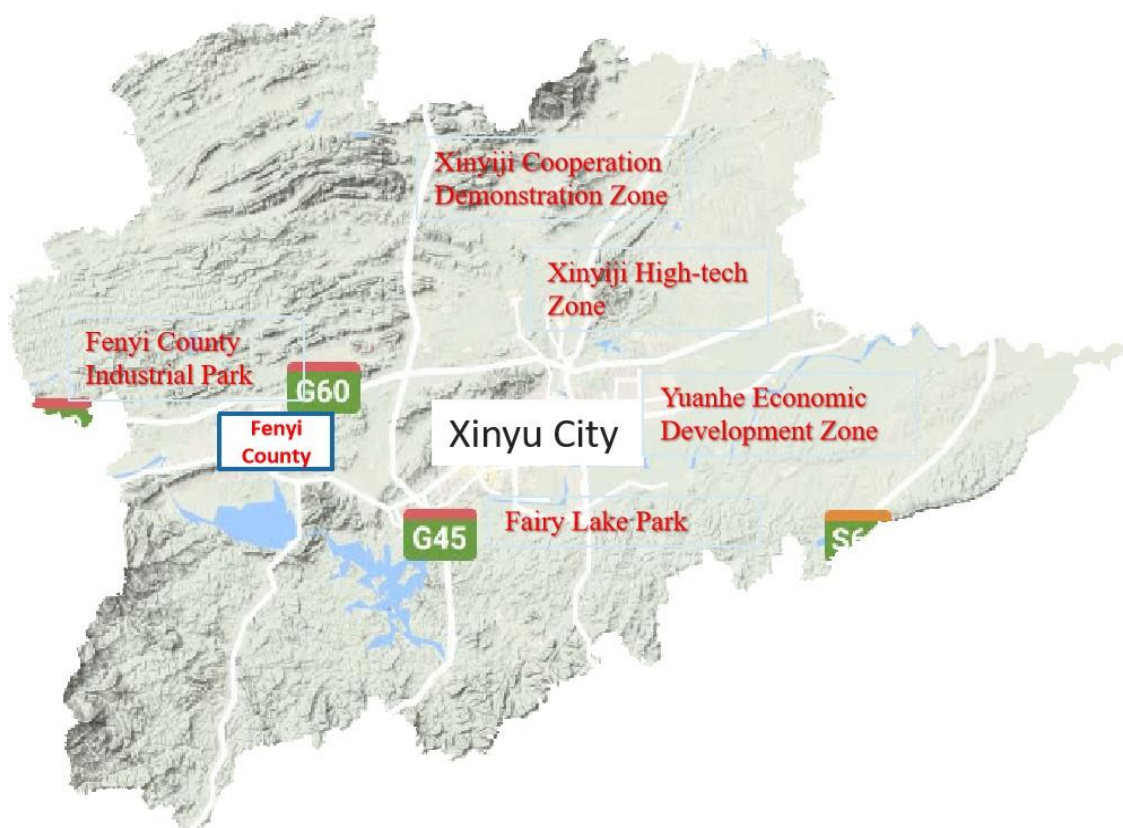 Xinyiji Cooperation
Demonstration Zone
Xinyiji High-tech
Zone
Fenyi County
Industrial Park
G60
Yuanhe Economic
Development Zone
Fenyi
County
Xinyu City
Fairy Lake Park
G45